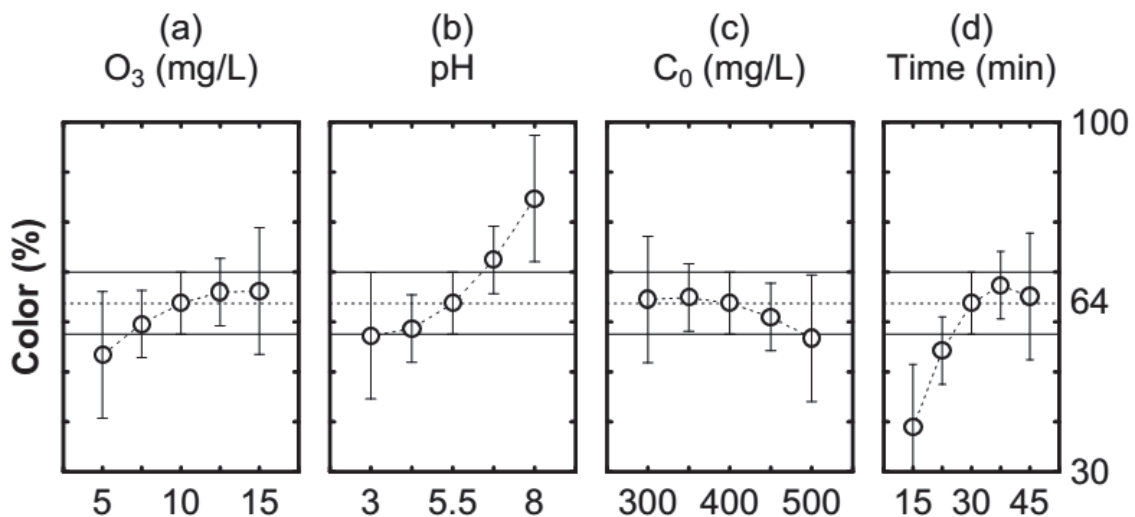 (a) (b) (c) (d)
O₃ (mg/L) pH C₀ (mg/L) Time (min)
100
Color (%)
64
30
5 10 15 3 5.5 8 300 400 500 15 30 45